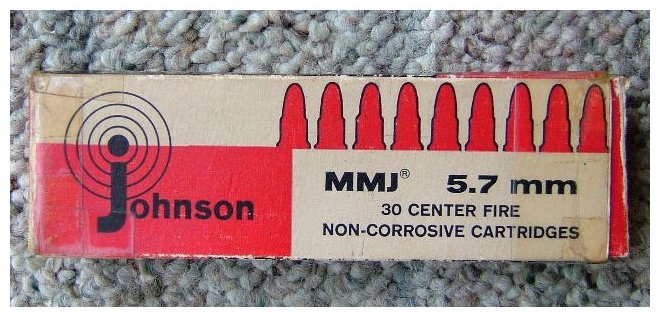 Johnson
MMJ® 5.7 mm
30 CENTER FIRE
NON-CORROSIVE CARTRIDGES